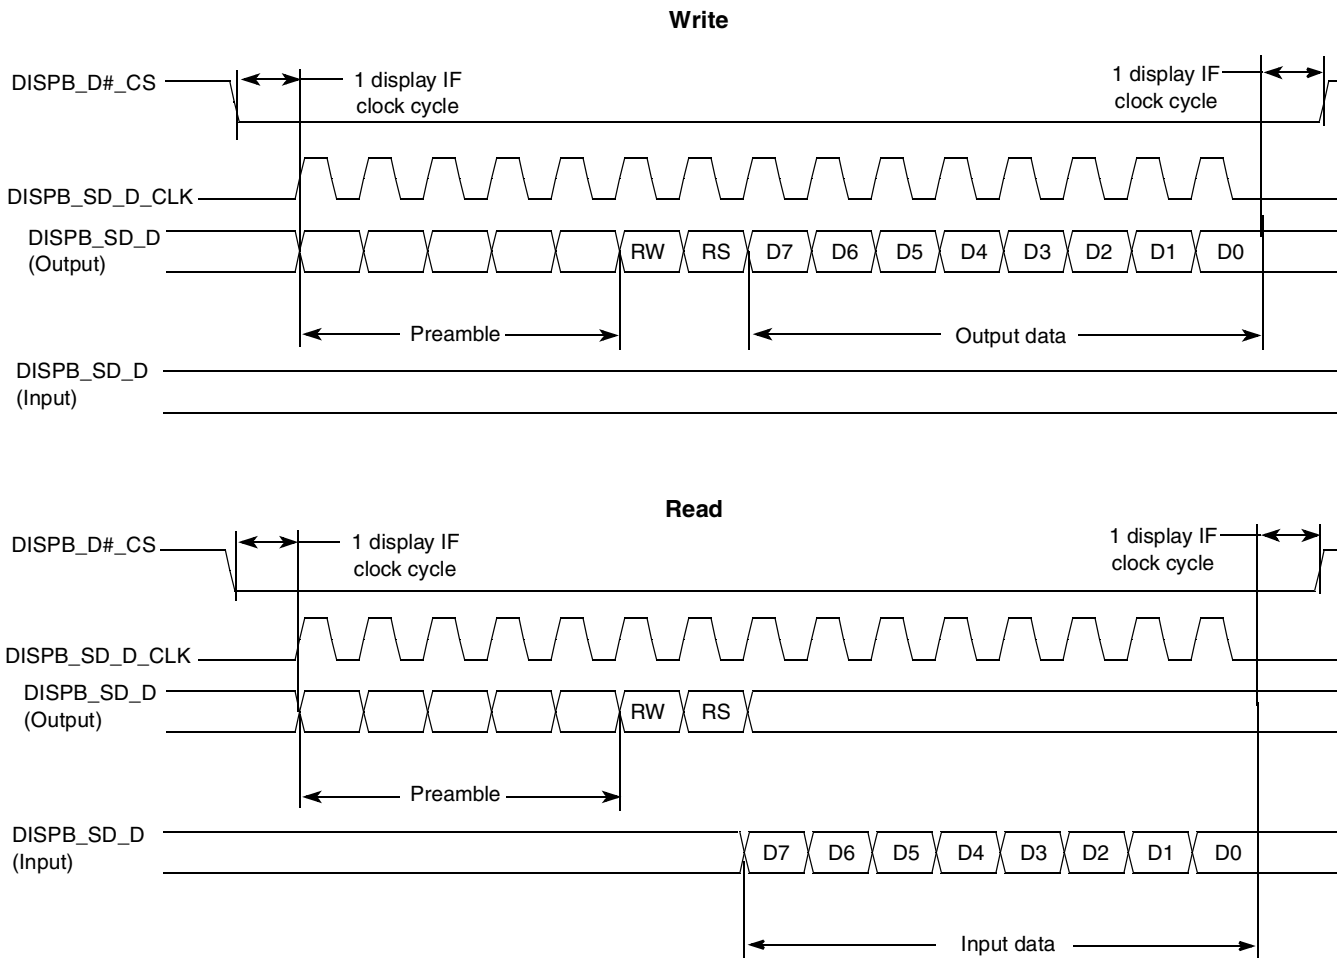 Write
DISPB_D#_CS
1 display IF
clock cycle
1 display IF
clock cycle
DISPB_SD_D_CLK
DISPB_SD_D
(Output)
RW RS D7 D6 D5 D4 D3 D2 D1 D0
Preamble
Output data
DISPB_SD_D
(Input)
Read
DISPB_D#_CS
1 display IF
clock cycle
1 display IF
clock cycle
DISPB_SD_D_CLK
DISPB_SD_D
(Output)
RW RS
Preamble
DISPB_SD_D
(Input)
D7 D6 D5 D4 D3 D2 D1 D0
Input data